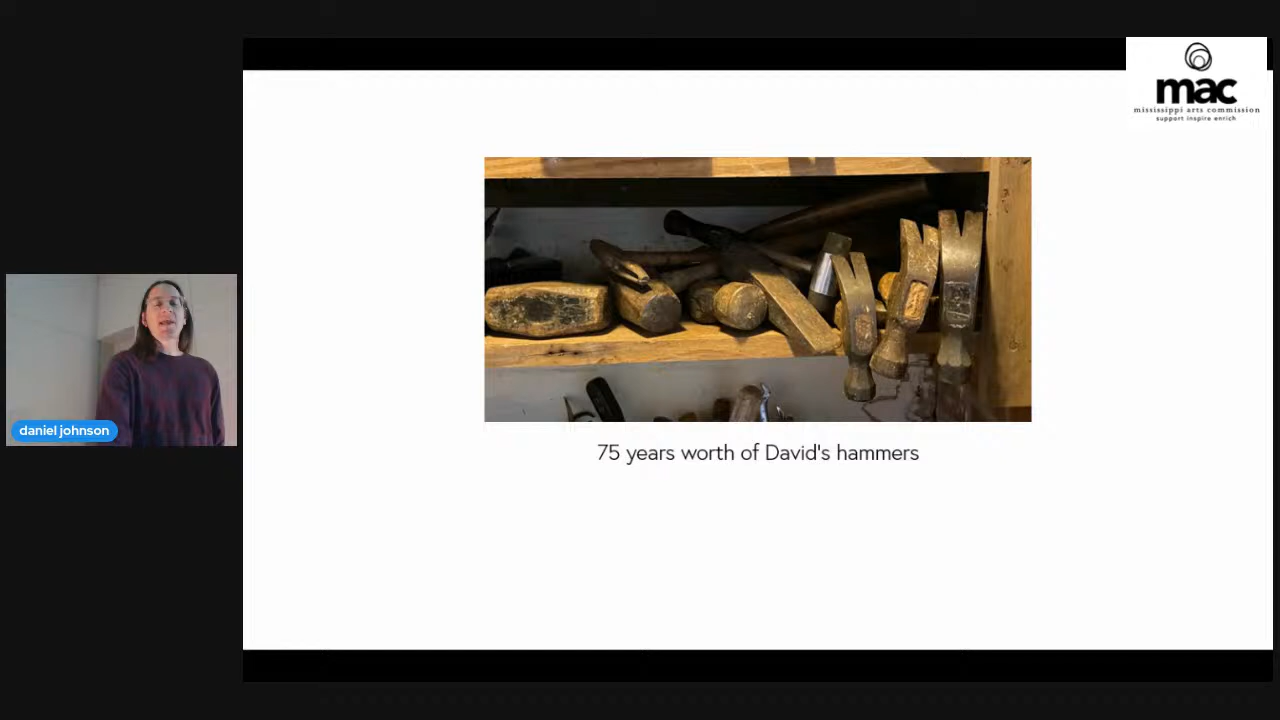 mac
mississippi arts commission
support inspire enrich
daniel johnson
75 years worth of David's hammers